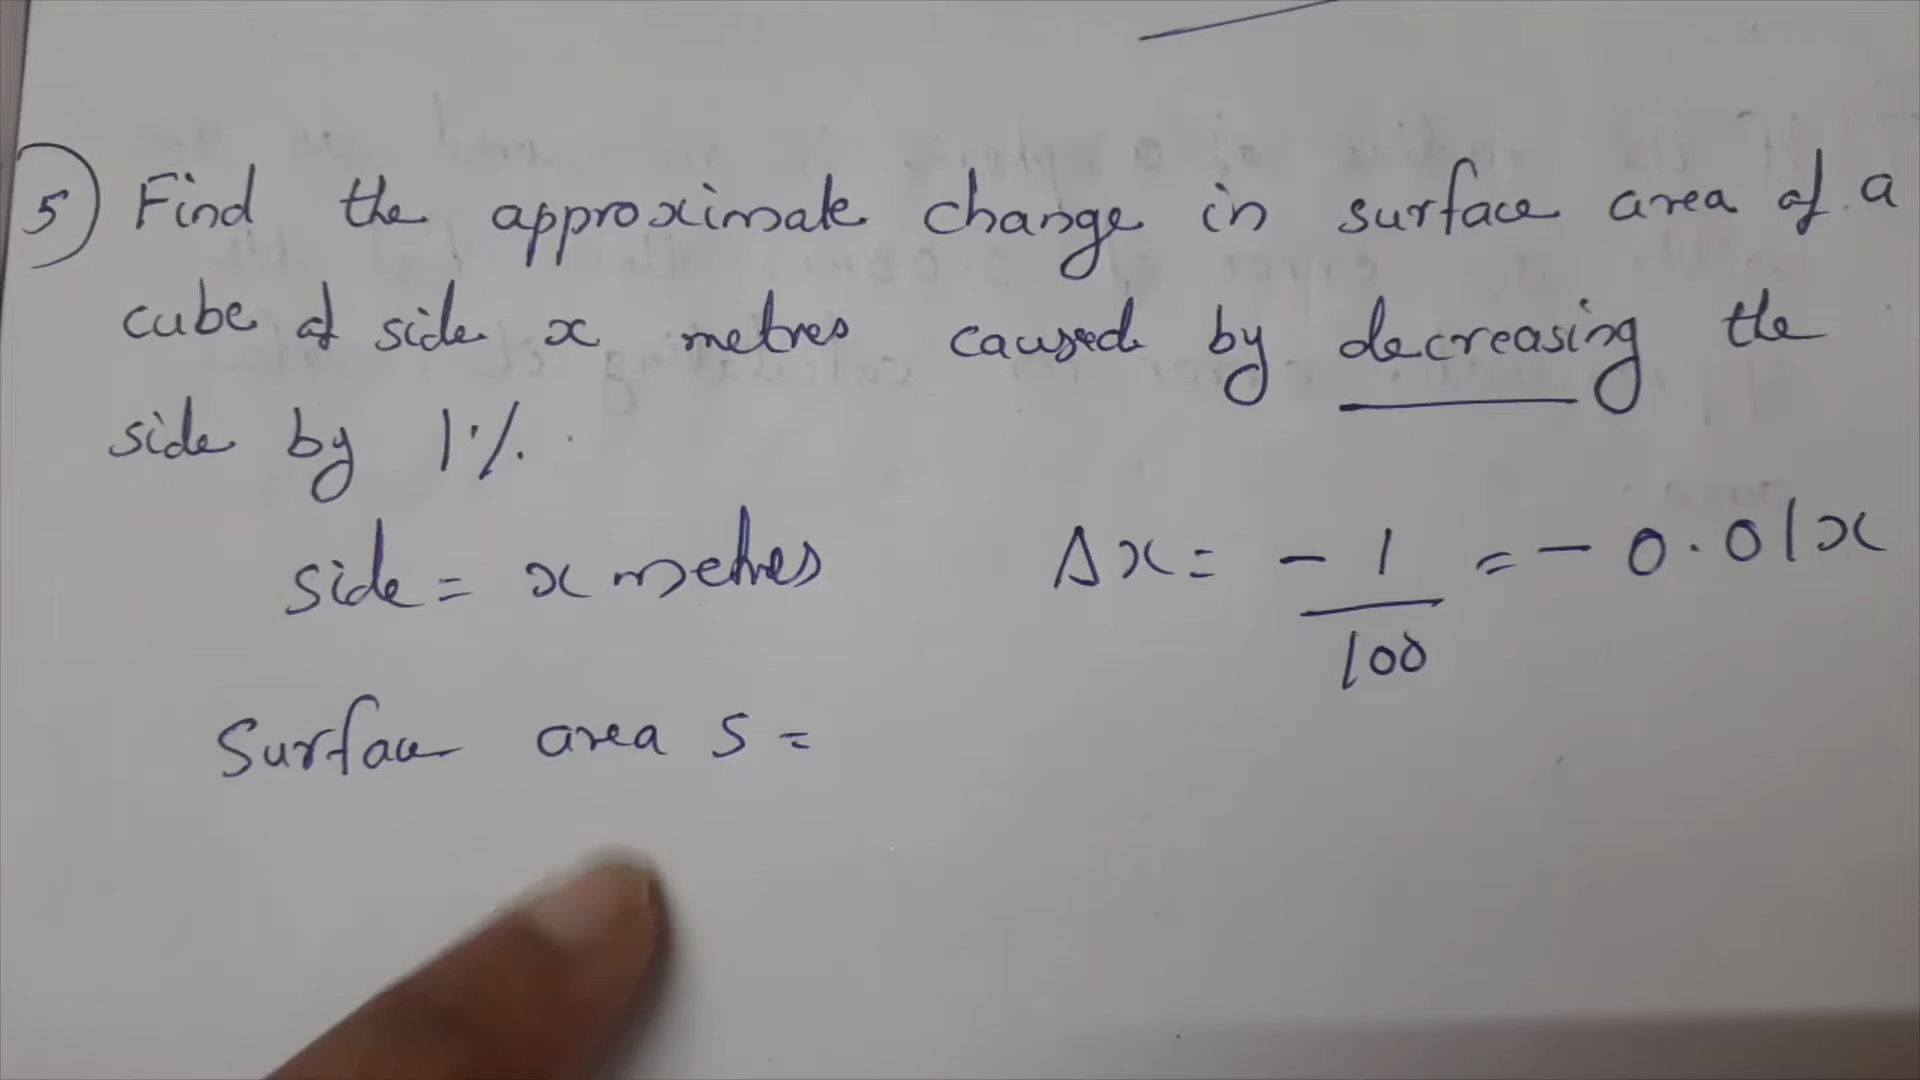 5) Find the approximate change in surface area of a
cube of side x metres caused by decreasing the
side by 1%.
side = x metres Δx = -1/100 = -0.01x
Surface area S =